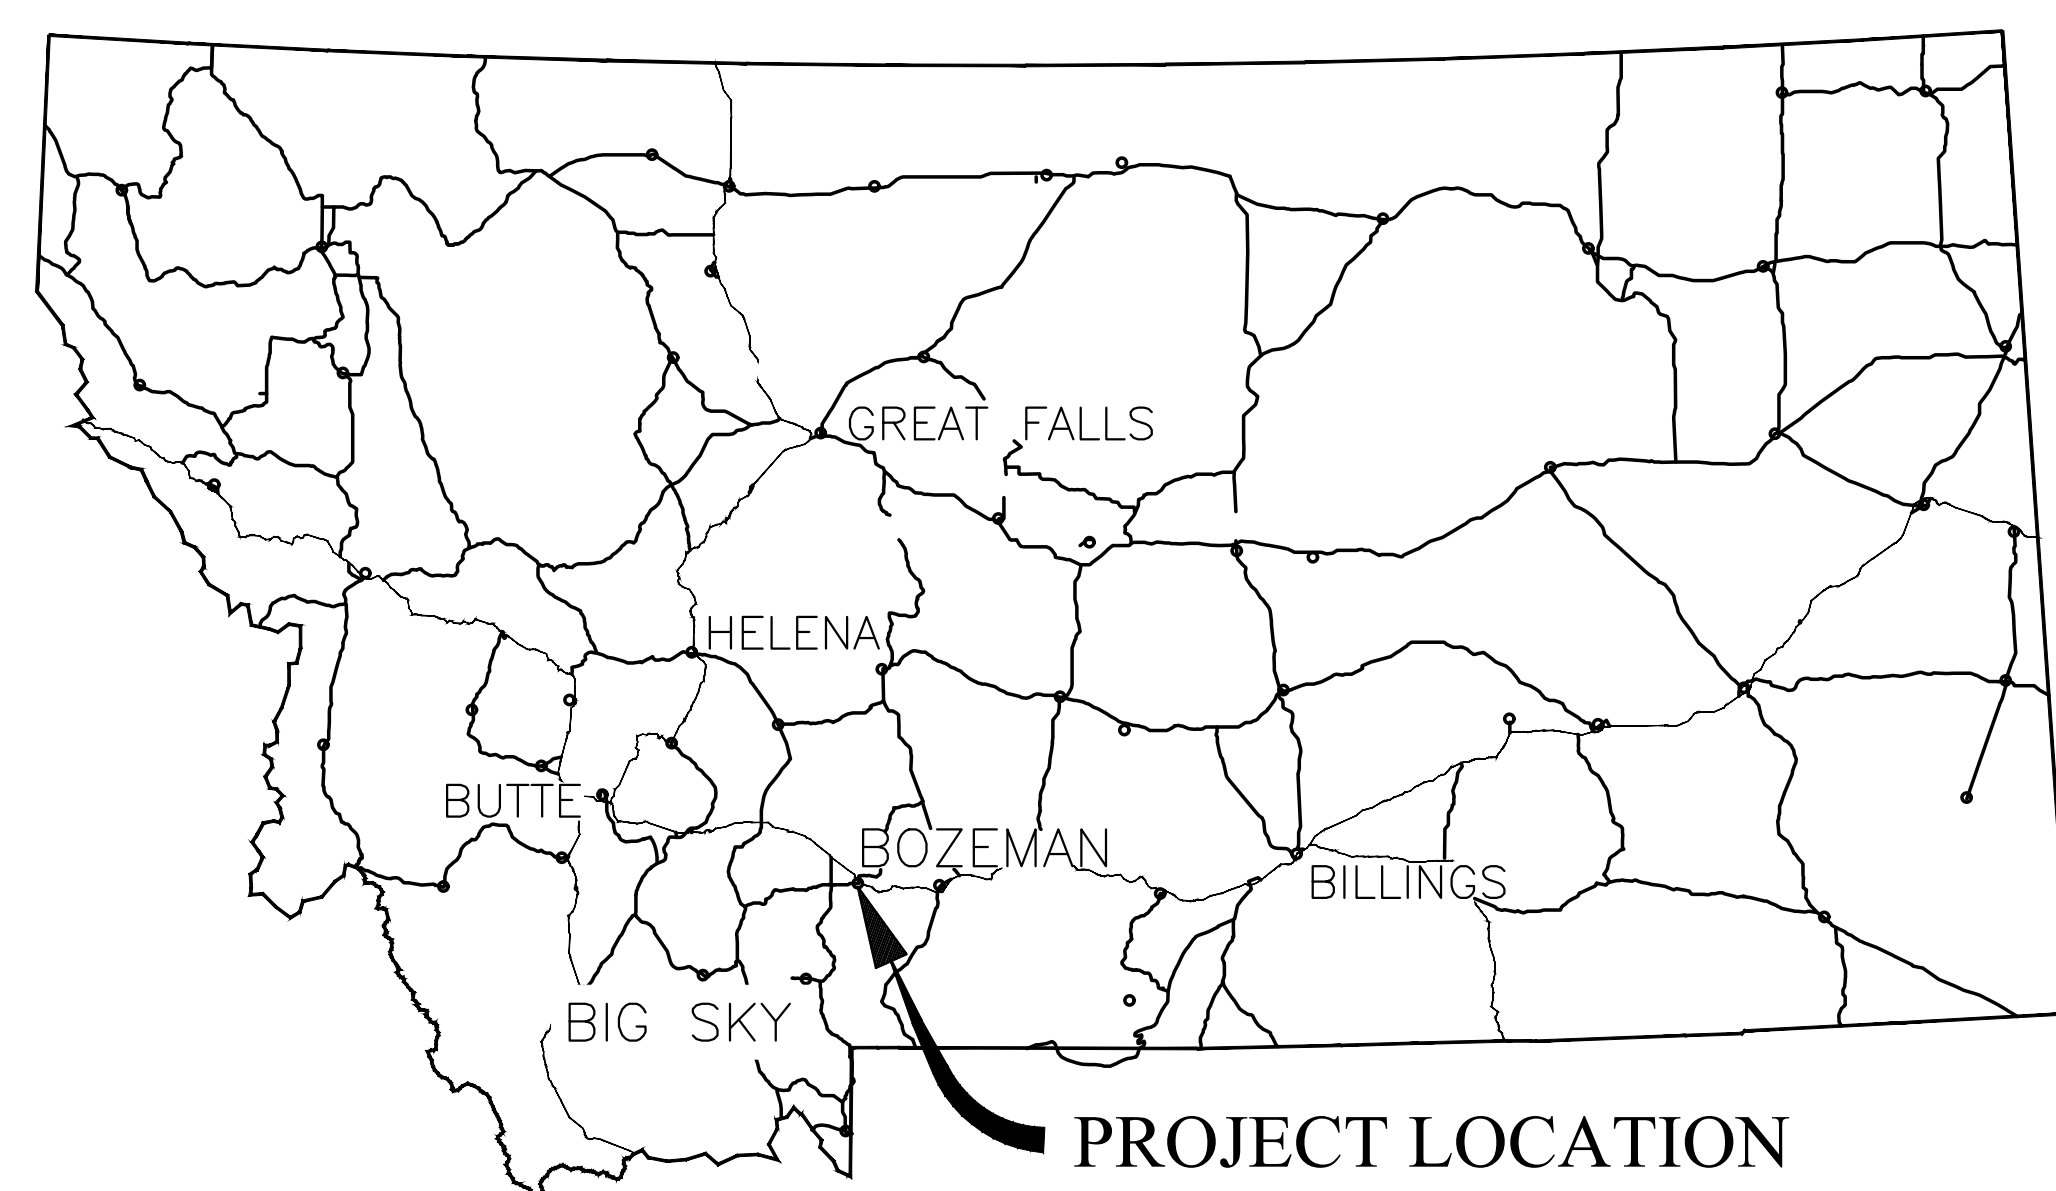 GREAT FALLS
HELENA
BUTTE
BOZEMAN
BILLINGS
BIG SKY
PROJECT LOCATION